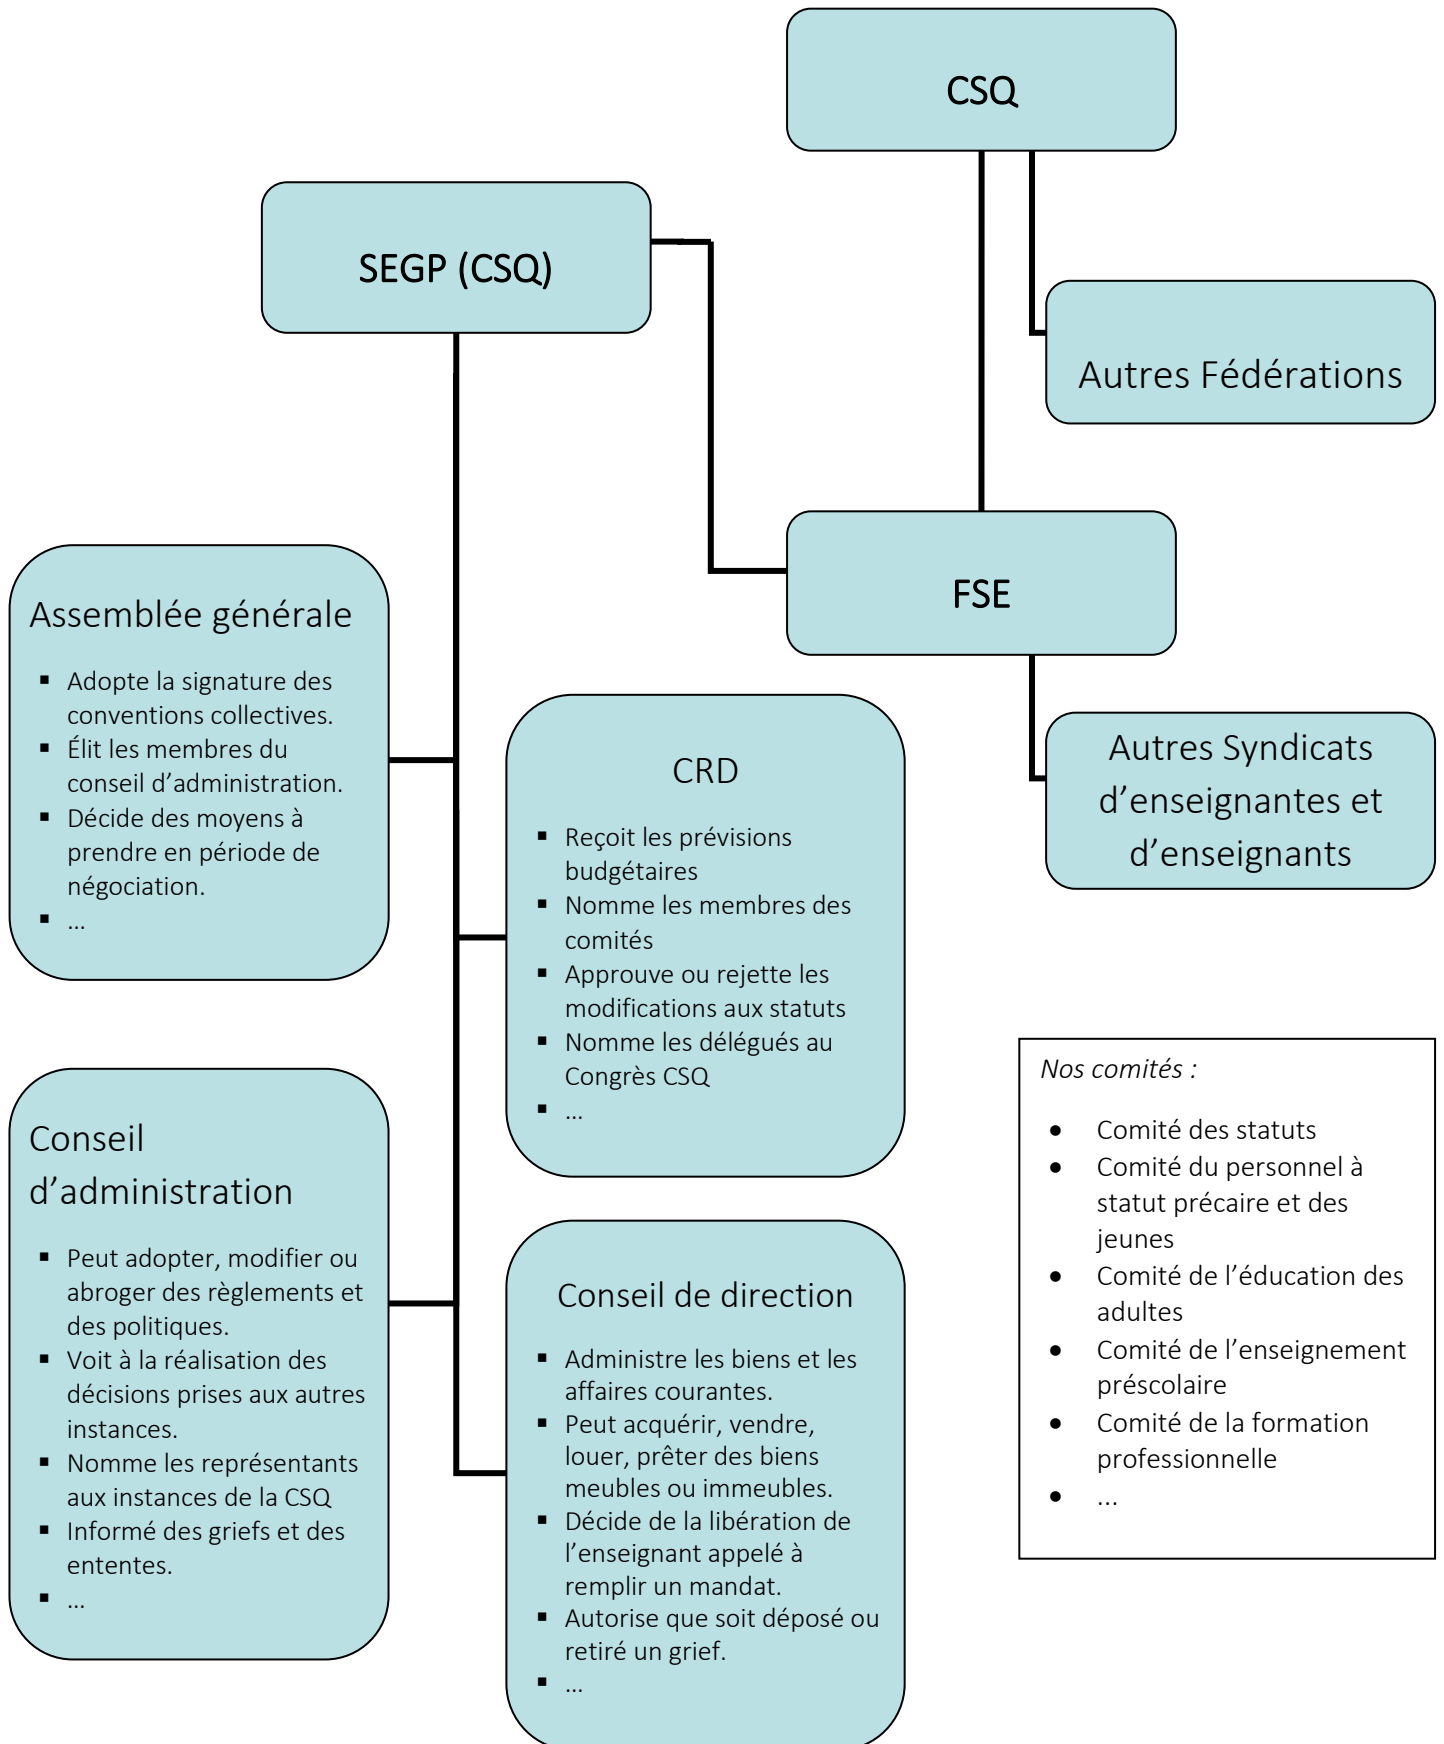 CSQ
SEGP (CSQ)
Autres Fédérations
FSE
Autres Syndicats
d’enseignantes et
d’enseignants
Assemblée générale
▪ Adopte la signature des
conventions collectives.
▪ Élit les membres du
conseil d’administration.
▪ Décide des moyens à
prendre en période de
négociation.
▪ …
CRD
▪ Reçoit les prévisions
budgétaires
▪ Nomme les membres des
comités
▪ Approuve ou rejette les
modifications aux statuts
▪ Nomme les délégués au
Congrès CSQ
▪ …
Conseil
d’administration
▪ Peut adopter, modifier ou
abroger des règlements et
des politiques.
▪ Voit à la réalisation des
décisions prises aux autres
instances.
▪ Nomme les représentants
aux instances de la CSQ
▪ Informé des griefs et des
ententes.
▪ …
Conseil de direction
▪ Administre les biens et les
affaires courantes.
▪ Peut acquérir, vendre,
louer, prêter des biens
meubles ou immeubles.
▪ Décide de la libération de
l’enseignant appelé à
remplir un mandat.
▪ Autorise que soit déposé ou
retiré un grief.
▪ …
Nos comités :
• Comité des statuts
• Comité du personnel à
statut précaire et des
jeunes
• Comité de l’éducation des
adultes
• Comité de l’enseignement
préscolaire
• Comité de la formation
professionnelle
• …